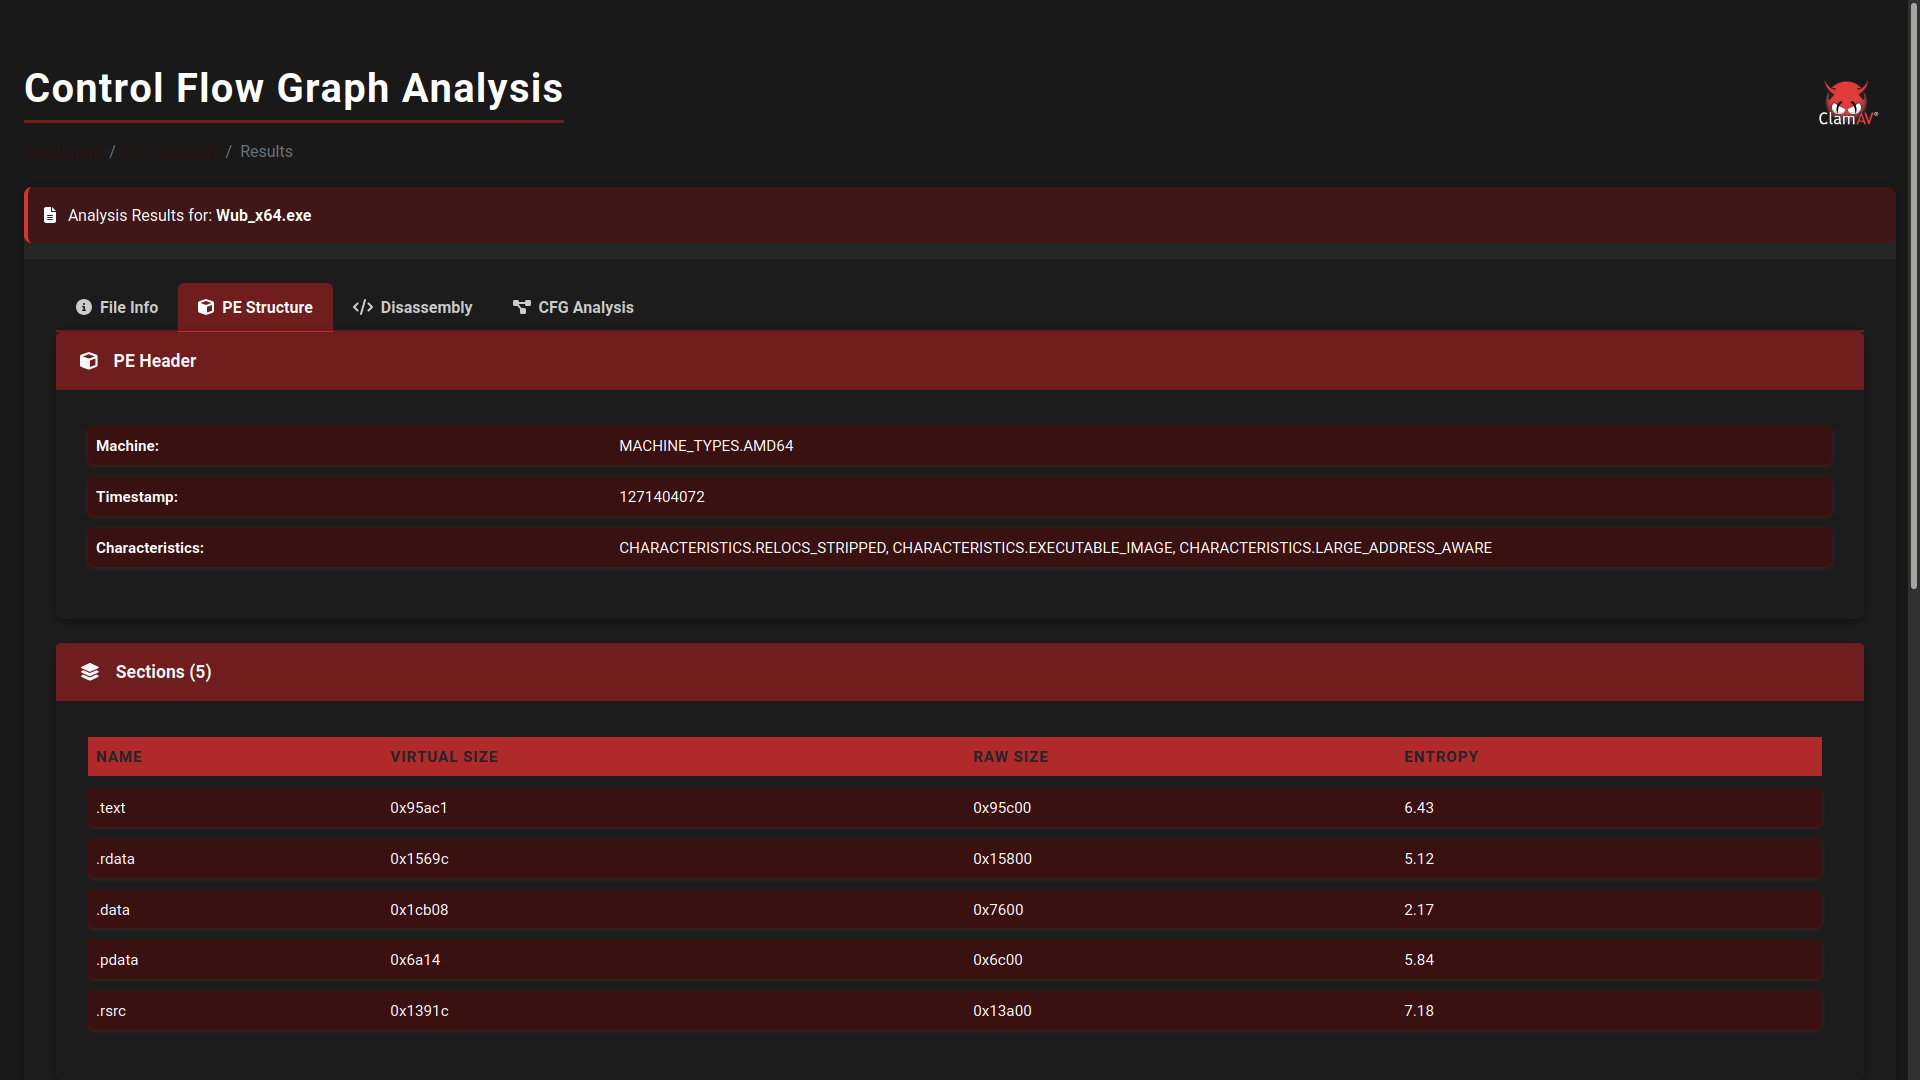 Control Flow Graph Analysis
ClamAV®
/ / Results
Analysis Results for: Wub_x64.exe
File Info PE Structure </> Disassembly CFG Analysis
PE Header
Machine: MACHINE_TYPES.AMD64
Timestamp: 1271404072
Characteristics: CHARACTERISTICS.RELOCS_STRIPPED, CHARACTERISTICS.EXECUTABLE_IMAGE, CHARACTERISTICS.LARGE_ADDRESS_AWARE
Sections (5)
NAME VIRTUAL SIZE RAW SIZE ENTROPY
.text 0x95ac1 0x95c00 6.43
.rdata 0x1569c 0x15800 5.12
.data 0x1cb08 0x7600 2.17
.pdata 0x6a14 0x6c00 5.84
.rsrc 0x1391c 0x13a00 7.18